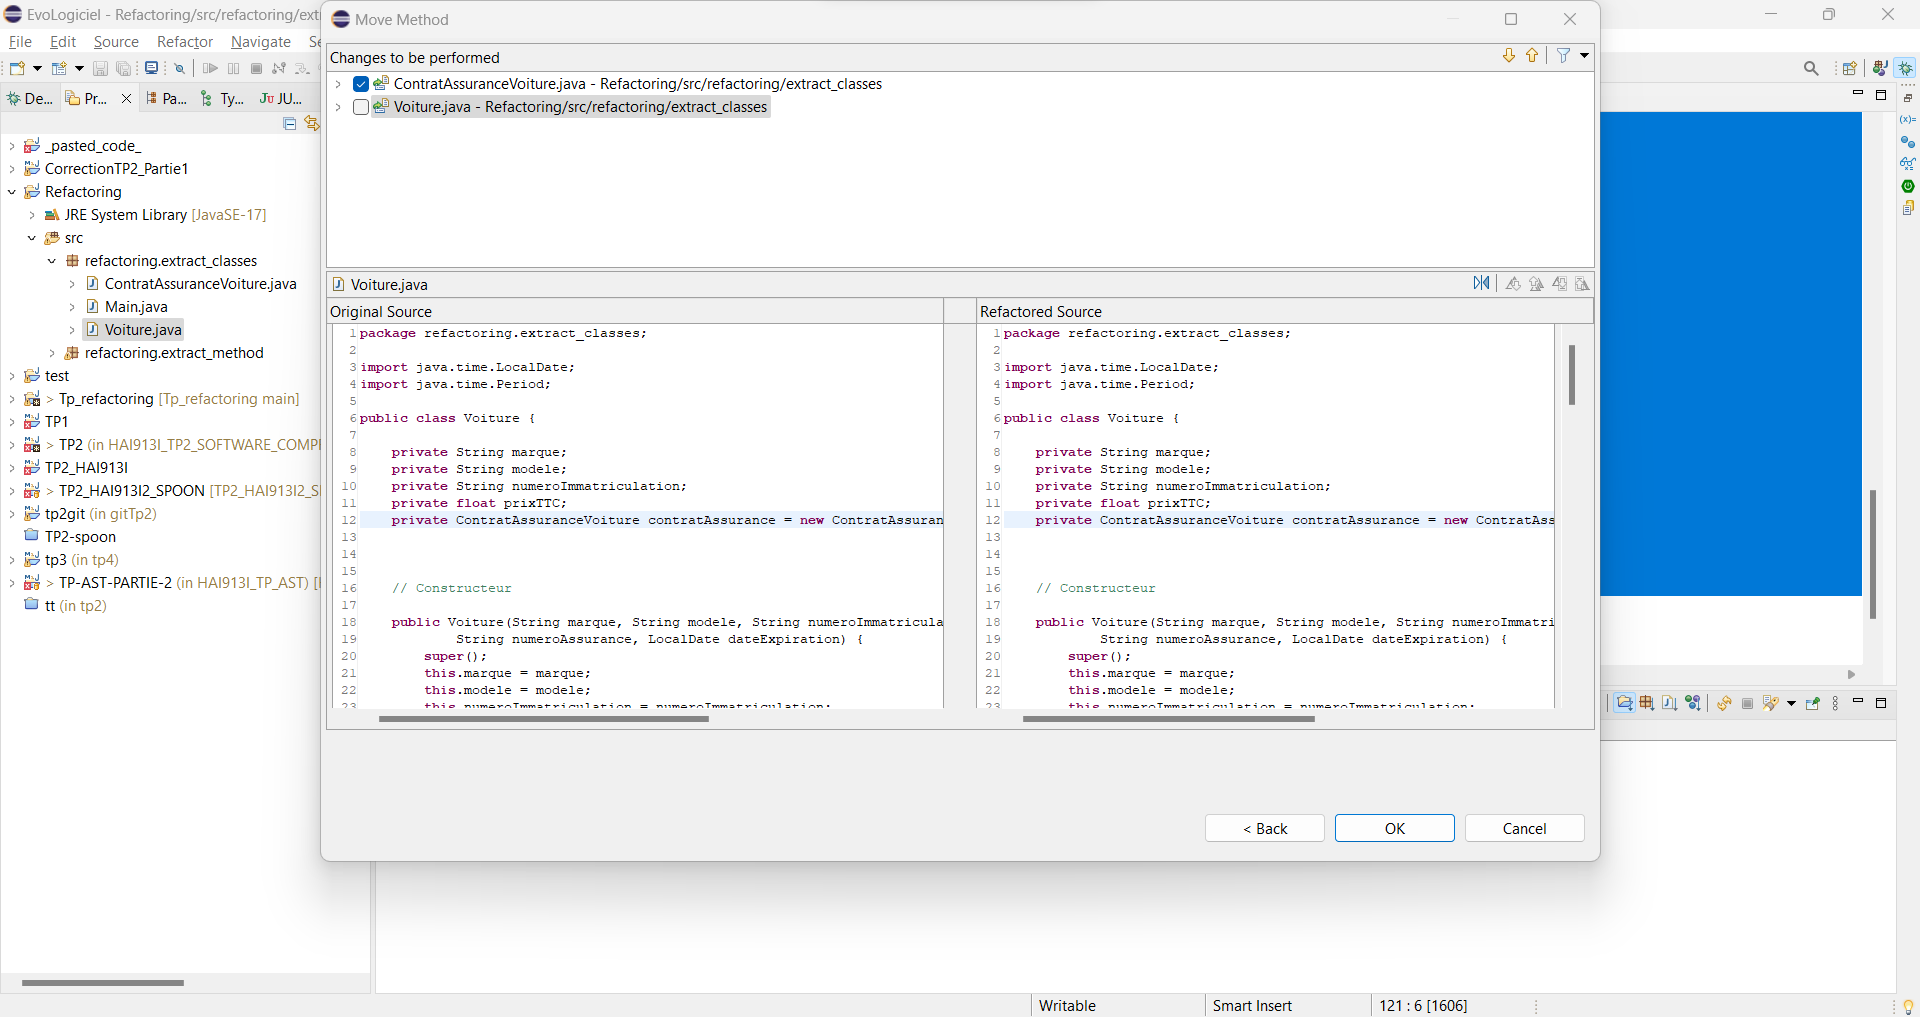 EvoLogiciel - Refactoring/src/refactoring/ext
File Edit Source Refactor Navigate Se
De... Pr... Pa... Ty... JU...
_pasted_code_
CorrectionTP2_Partie1
Refactoring
JRE System Library [JavaSE-17]
src
refactoring.extract_classes
ContratAssuranceVoiture.java
Main.java
Voiture.java
refactoring.extract_method
test
> Tp_refactoring [Tp_refactoring main]
TP1
> TP2 (in HAI913I_TP2_SOFTWARE_COMP
TP2_HAI913I
> TP2_HAI913I2_SPOON [TP2_HAI913I2_S
tp2git (in gitTp2)
TP2-spoon
tp3 (in tp4)
> TP-AST-PARTIE-2 (in HAI913I_TP_AST) [
tt (in tp2)
Move Method
Changes to be performed
ContratAssuranceVoiture.java - Refactoring/src/refactoring/extract_classes
Voiture.java - Refactoring/src/refactoring/extract_classes
Voiture.java
Original Source
1 package refactoring.extract_classes;
2
3 import java.time.LocalDate;
4 import java.time.Period;
5
6 public class Voiture {
7
8 private String marque;
9 private String modele;
10 private String numeroImmatriculation;
11 private float prixTTC;
12 private ContratAssuranceVoiture contratAssurance = new ContratAssuran
13
14
15
16 // Constructeur
17
18 public Voiture(String marque, String modele, String numeroImmatricula
19 String numeroAssurance, LocalDate dateExpiration) {
20 super();
21 this.marque = marque;
22 this.modele = modele;
23 this.numeroImmatriculation = numeroImmatriculation;
Refactored Source
1 package refactoring.extract_classes;
2
3 import java.time.LocalDate;
4 import java.time.Period;
5
6 public class Voiture {
7
8 private String marque;
9 private String modele;
10 private String numeroImmatriculation;
11 private float prixTTC;
12 private ContratAssuranceVoiture contratAssurance = new ContratAss
13
14
15
16 // Constructeur
17
18 public Voiture(String marque, String modele, String numeroImmatri
19 String numeroAssurance, LocalDate dateExpiration) {
20 super();
21 this.marque = marque;
22 this.modele = modele;
23 this.numeroImmatriculation = numeroImmatriculation;
< Back OK Cancel
(x)=
Writable Smart Insert 121 : 6 [1606]